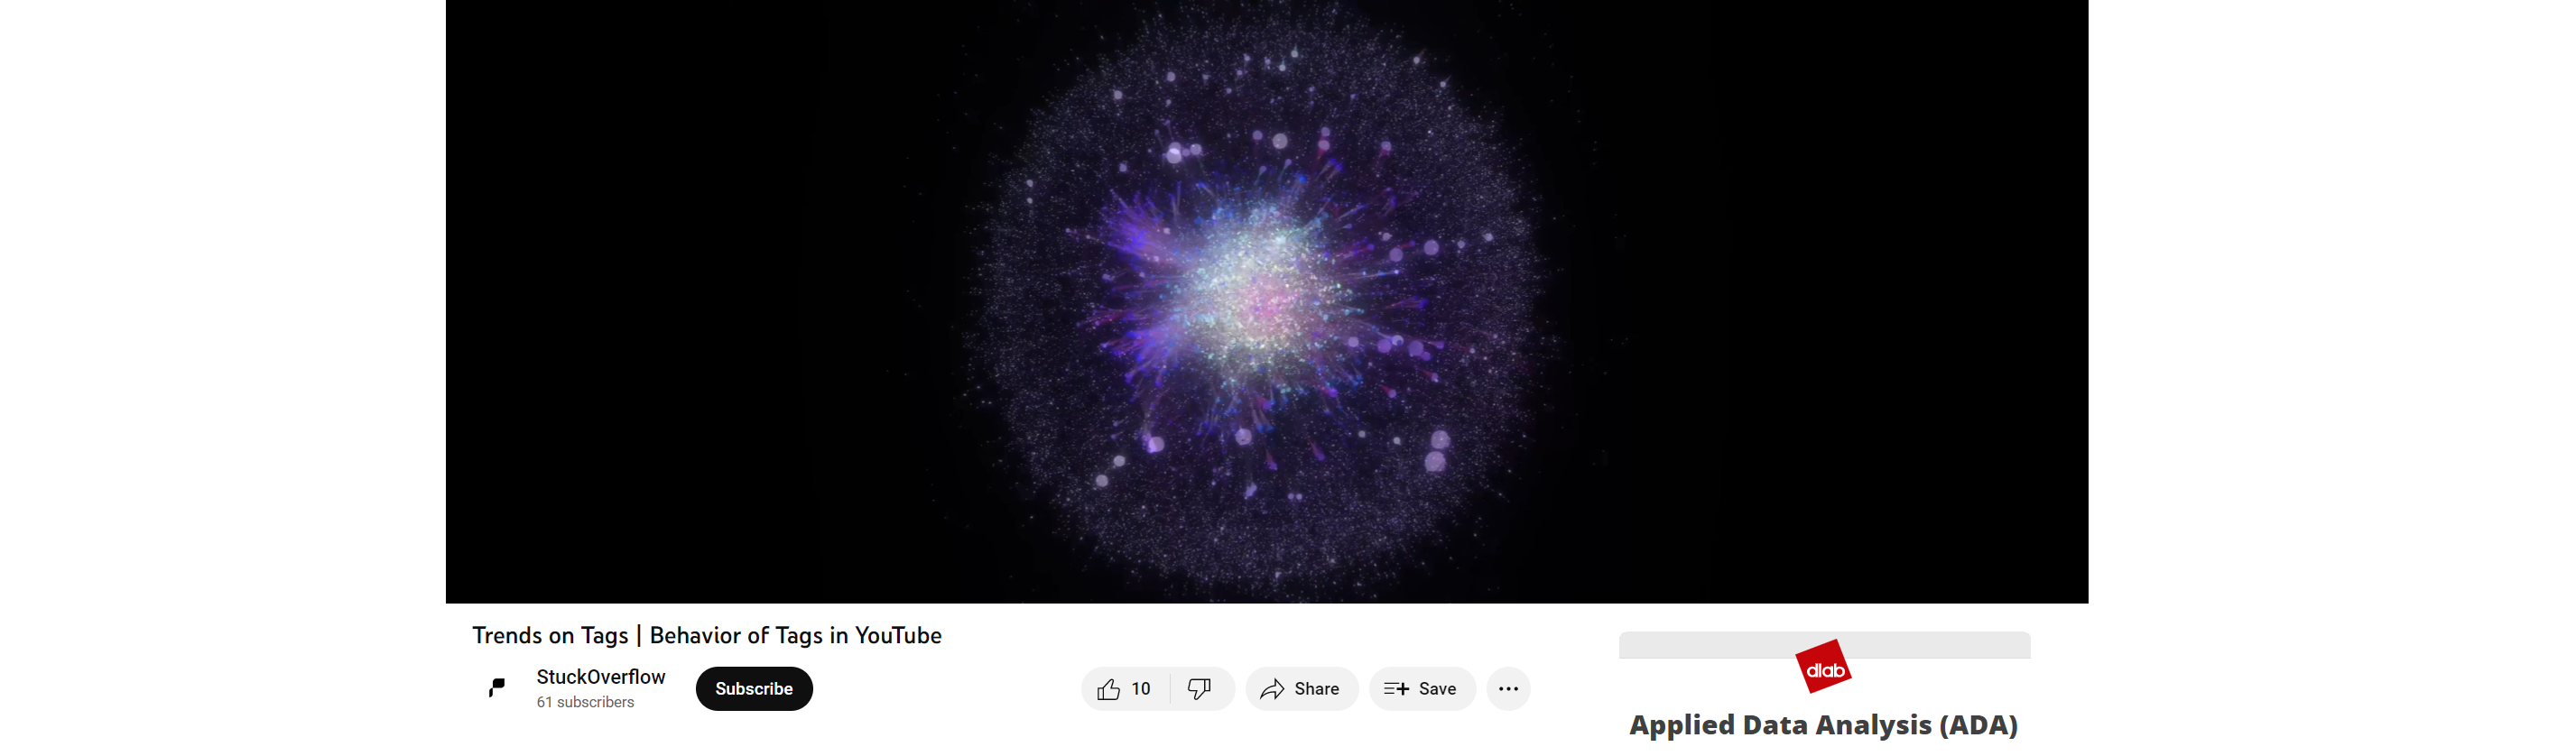 Trends on Tags | Behavior of Tags in YouTube
StuckOverflow
61 subscribers
Subscribe
10
Share
Save
dlab
Applied Data Analysis (ADA)